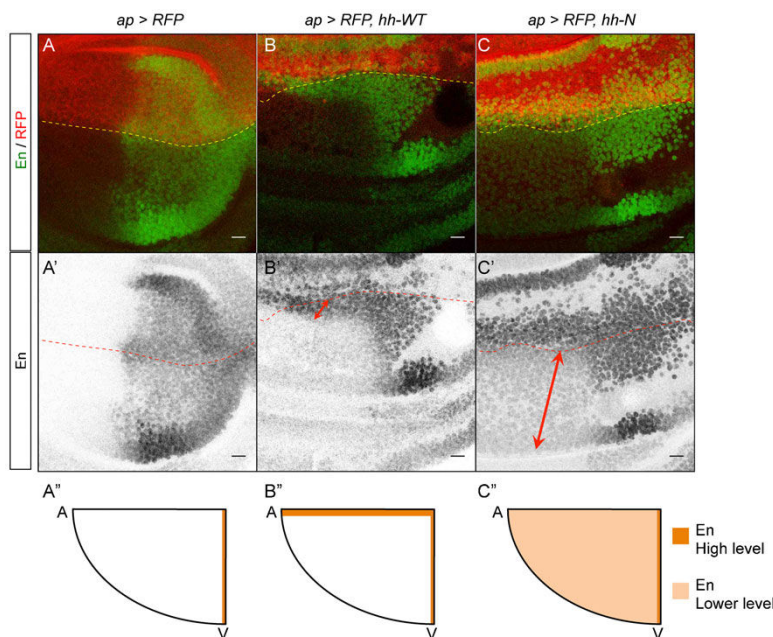 ap > RFP
ap > RFP, hh-WT
ap > RFP, hh-N
En / RFP
A
B
C
En
A'
B'
C'
A"
B"
C"
A
A
A
V
V
V
En
High level
En
Lower level